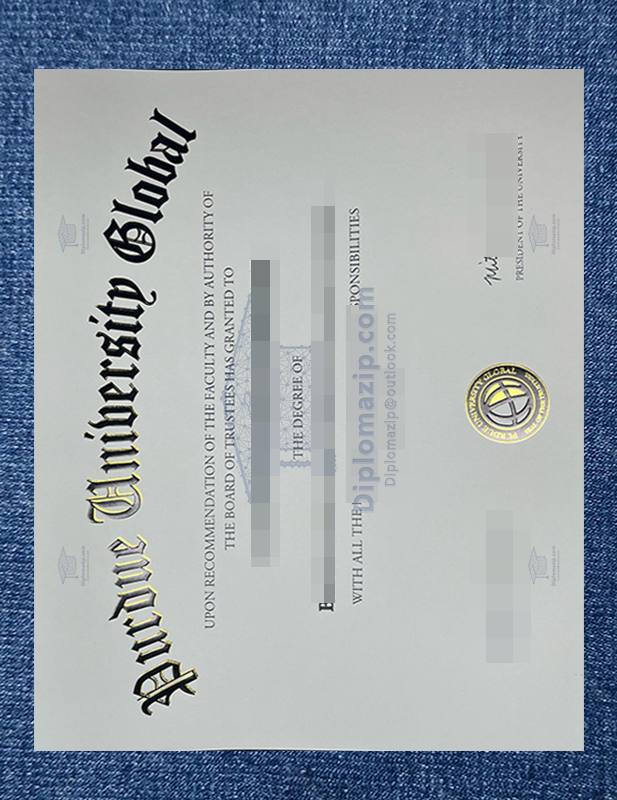 Purdue University Global
UPON RECOMMENDATION OF THE FACULTY AND BY AUTHORITY OF
THE BOARD OF TRUSTEES HAS GRANTED TO
THE DEGREE OF
WITH ALL THE
PRESIDENT OF THE UNIVERSITY
PURDUE UNIVERSITY GLOBAL
Diplomazip.com
Diplomazip@outlook.com